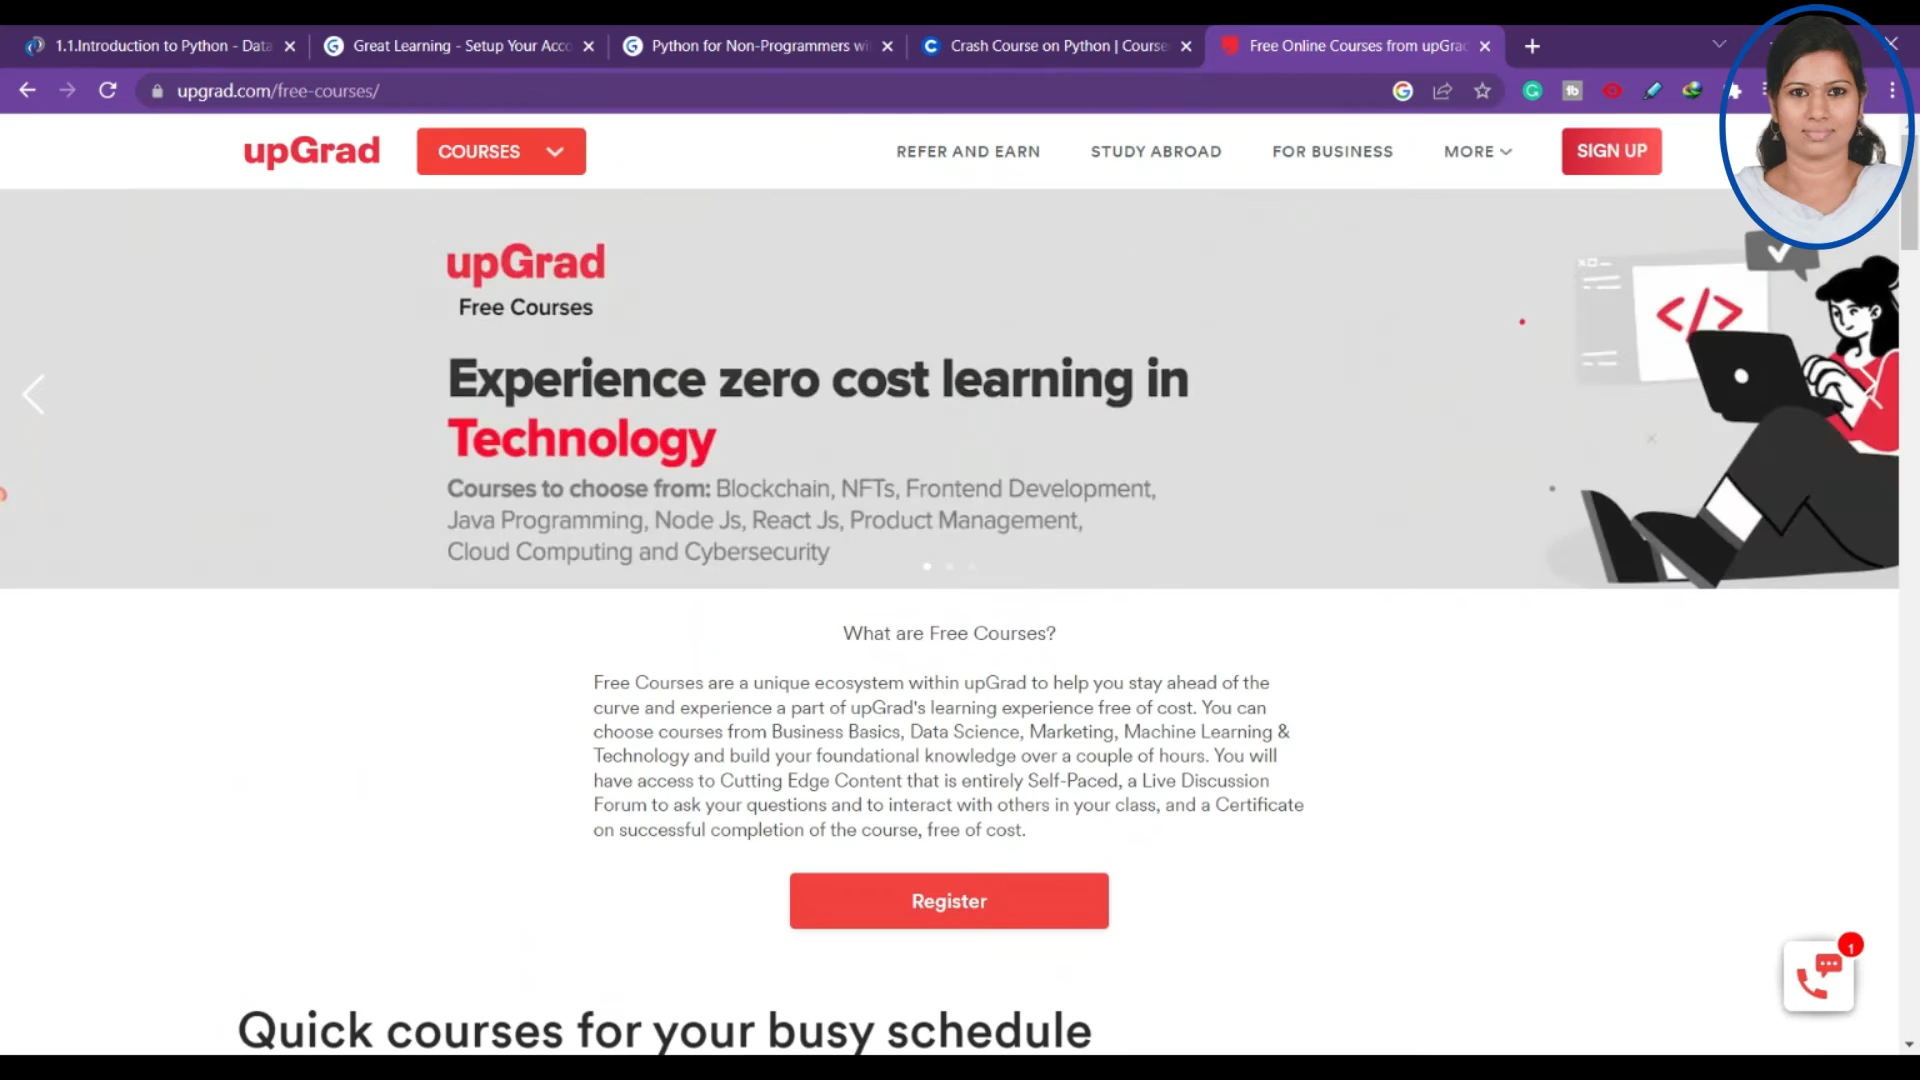 1.1.Introduction to Python - Data
Great Learning - Setup Your Acco
Python for Non-Programmers wi
Crash Course on Python | Course
Free Online Courses from upGra
upgrad.com/free-courses/
upGrad
COURSES
REFER AND EARN
STUDY ABROAD
FOR BUSINESS
MORE
SIGN UP
upGrad
Free Courses
Experience zero cost learning in
Technology
Courses to choose from: Blockchain, NFTs, Frontend Development,
Java Programming, Node Js, React Js, Product Management,
Cloud Computing and Cybersecurity
</>
What are Free Courses?
Free Courses are a unique ecosystem within upGrad to help you stay ahead of the
curve and experience a part of upGrad's learning experience free of cost. You can
choose courses from Business Basics, Data Science, Marketing, Machine Learning &
Technology and build your foundational knowledge over a couple of hours. You will
have access to Cutting Edge Content that is entirely Self-Paced, a Live Discussion
Forum to ask your questions and to interact with others in your class, and a Certificate
on successful completion of the course, free of cost.
Register
1
Quick courses for your busy schedule